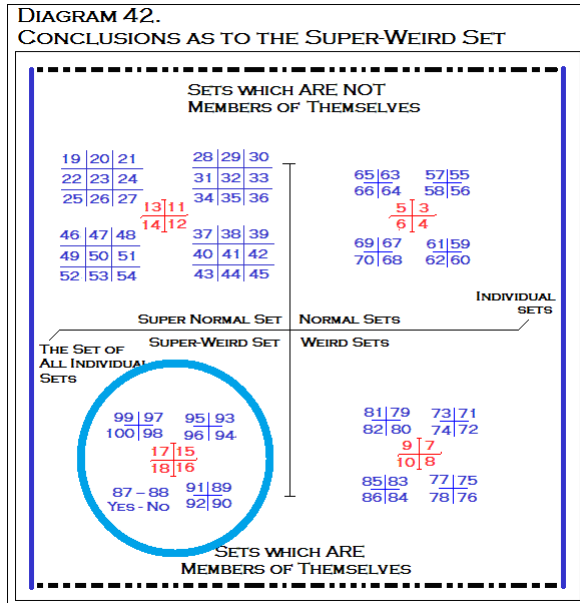 DIAGRAM 42.
CONCLUSIONS AS TO THE SUPER-WEIRD SET
SETS WHICH ARE NOT
MEMBERS OF THEMSELVES
19 20 21
22 23 24
25 26 27
28 29 30
31 32 33
34 35 36
13 11
14 12
46 47 48
49 50 51
52 53 54
37 38 39
40 41 42
43 44 45
65 63
66 64
57 55
58 56
5 3
6 4
69 67
70 68
61 59
62 60
INDIVIDUAL
SETS
SUPER NORMAL SET
NORMAL SETS
SUPER-WEIRD SET
WEIRD SETS
THE SET OF
ALL INDIVIDUAL
SETS
99 97
100 98
95 93
96 94
17 15
18 16
87 – 88
YES - NO
91 89
92 90
81 79
82 80
73 71
74 72
9 7
10 8
85 83
86 84
77 75
78 76
SETS WHICH ARE
MEMBERS OF THEMSELVES